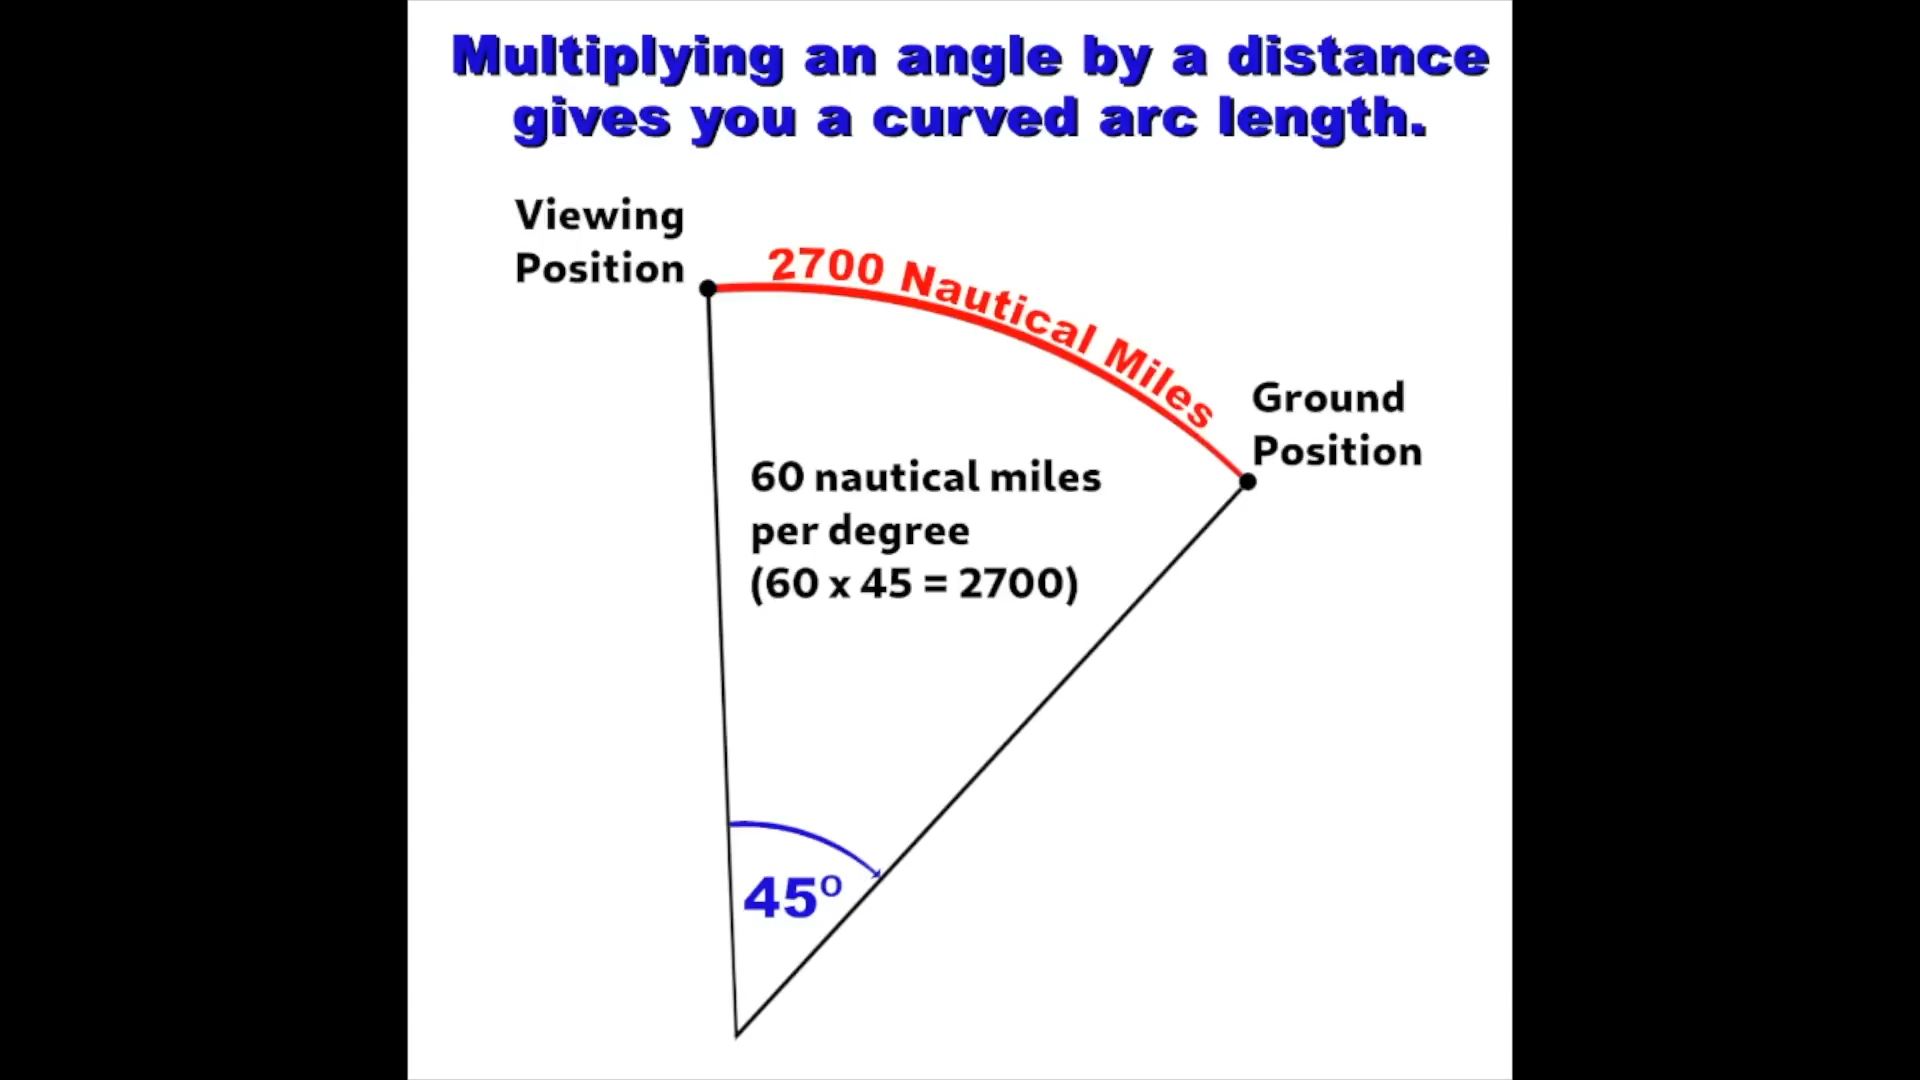 Multiplying an angle by a distance
gives you a curved arc length.
Viewing
Position
2700 Nautical Miles
Ground
Position
60 nautical miles
per degree
(60 x 45 = 2700)
45º